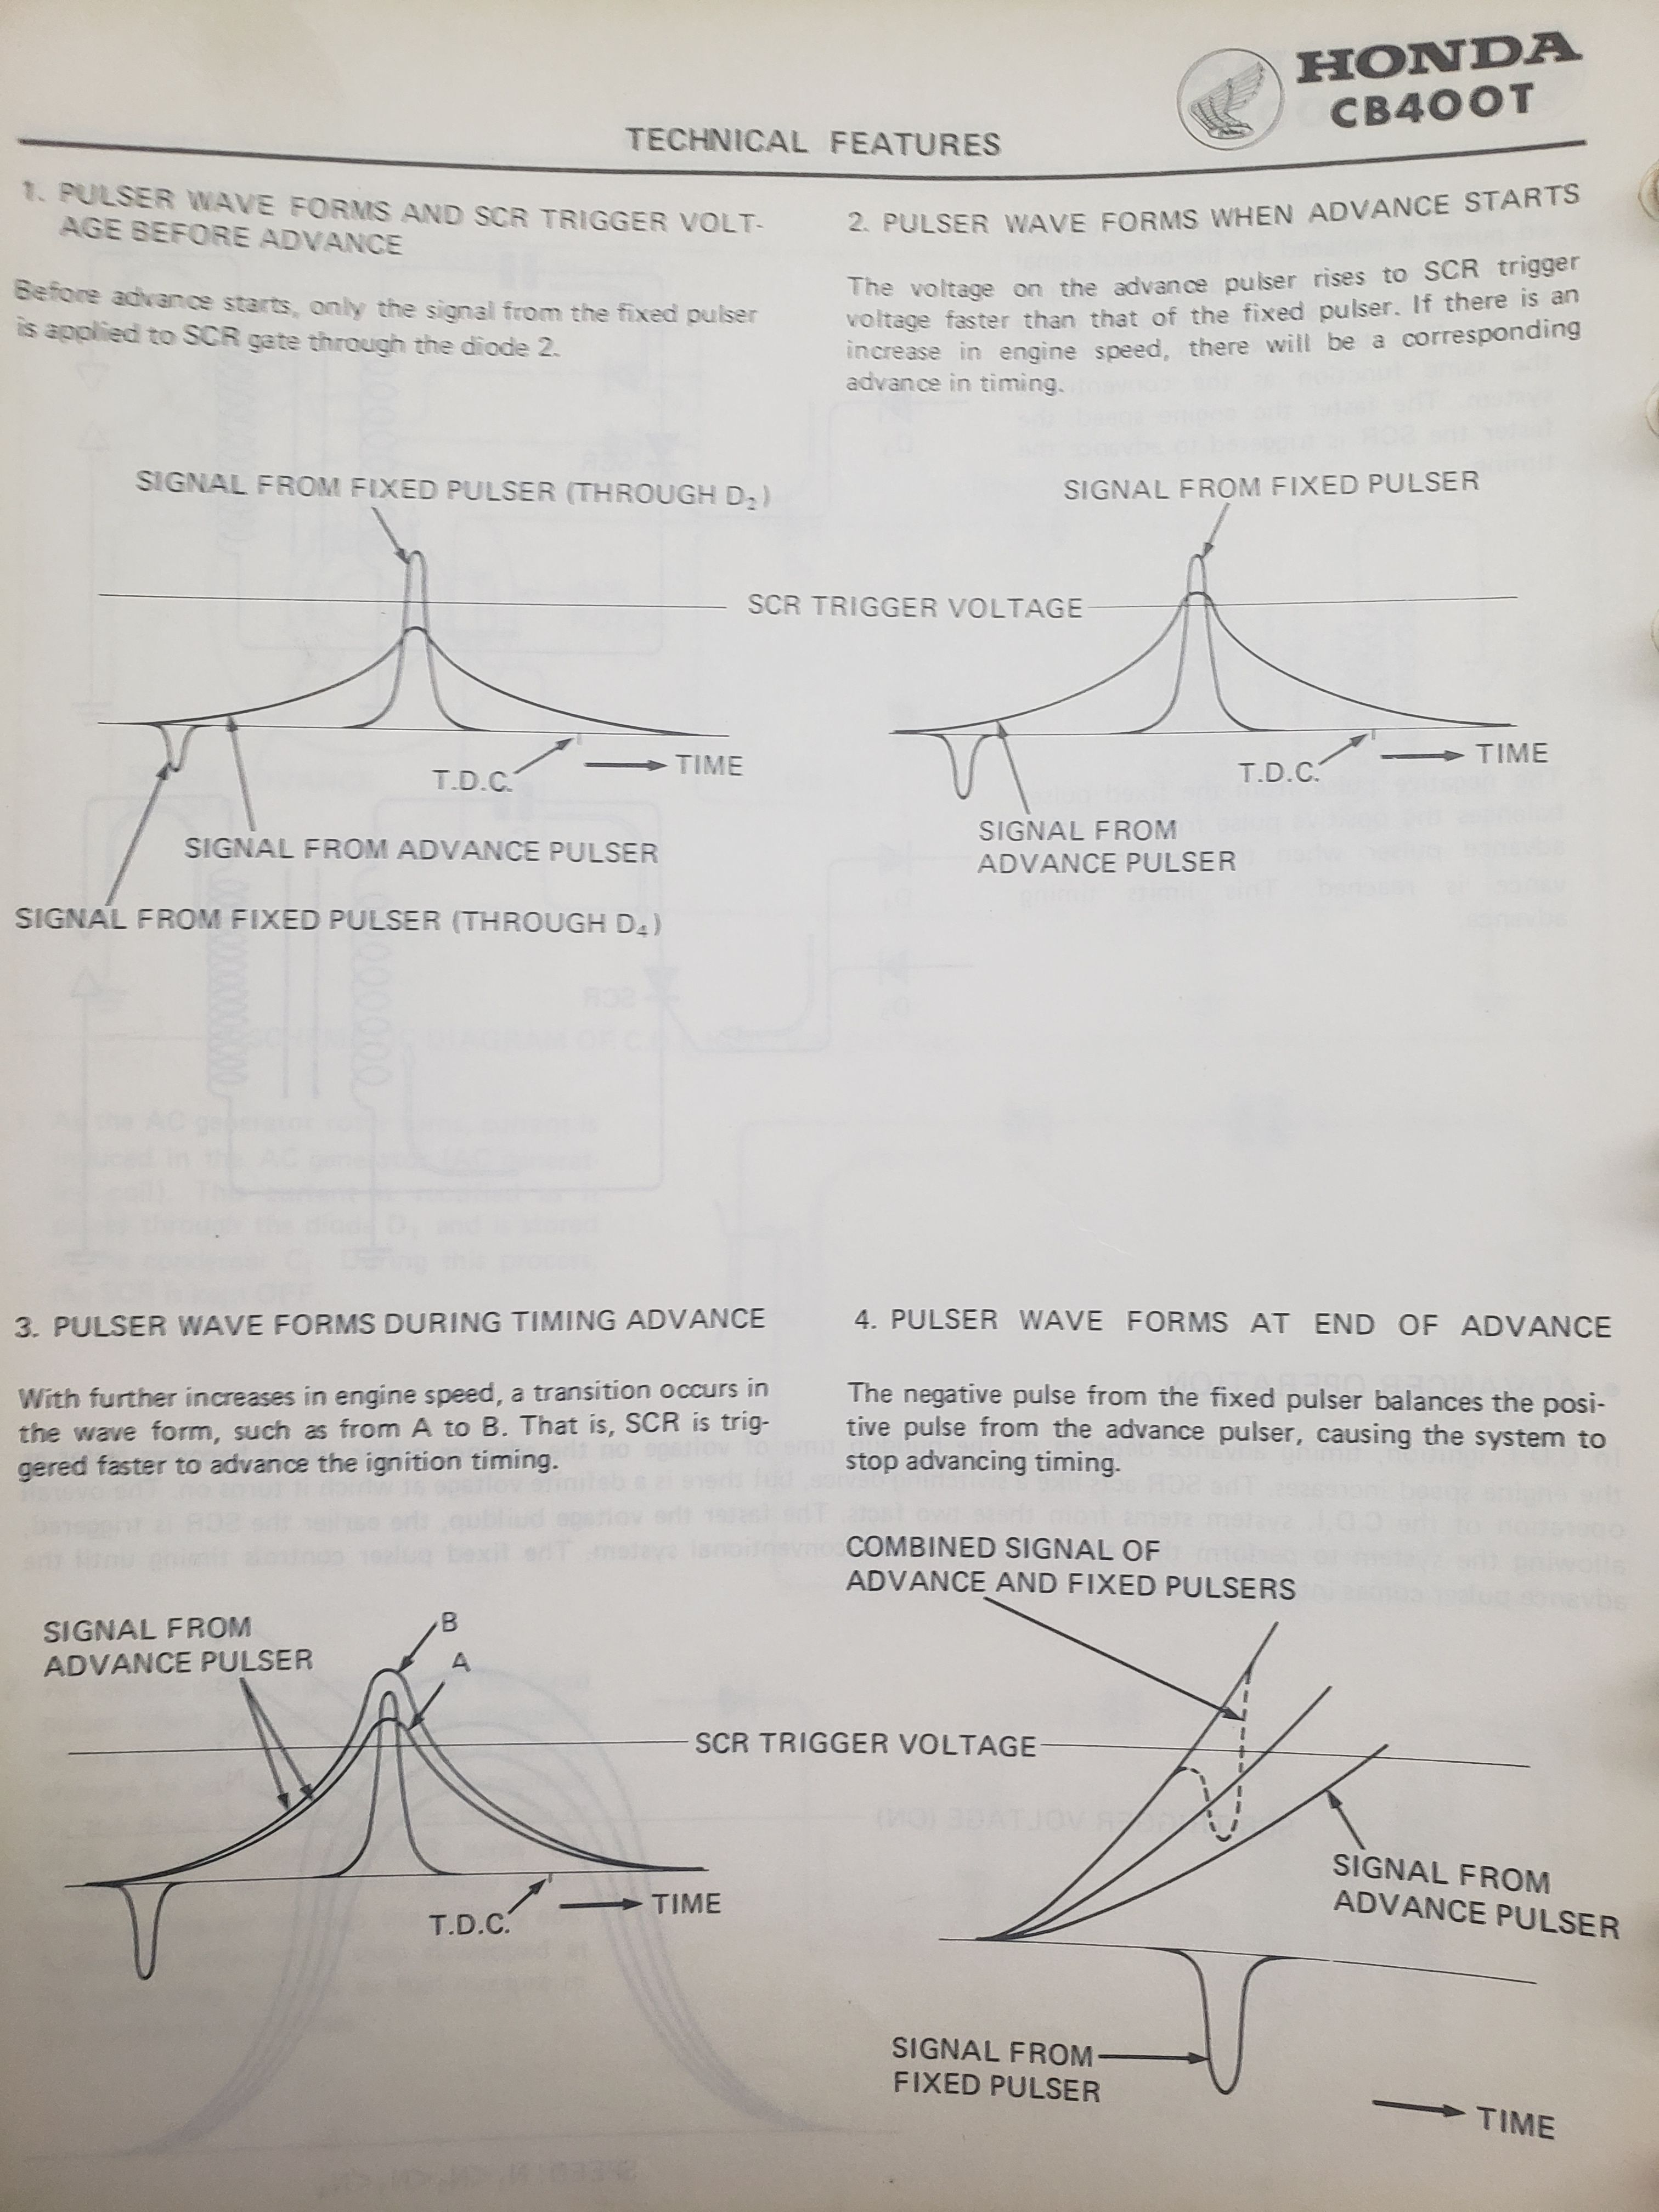 HONDA
CB400T
TECHNICAL FEATURES
1. PULSER WAVE FORMS AND SCR TRIGGER VOLT-
AGE BEFORE ADVANCE
Before advance starts, only the signal from the fixed pulser
is applied to SCR gate through the diode 2.
SIGNAL FROM FIXED PULSER (THROUGH D₂)
2. PULSER WAVE FORMS WHEN ADVANCE STARTS
The voltage on the advance pulser rises to SCR trigger
voltage faster than that of the fixed pulser. If there is an
increase in engine speed, there will be a corresponding
advance in timing.
SIGNAL FROM FIXED PULSER
SCR TRIGGER VOLTAGE
T.D.C.
TIME
SIGNAL FROM ADVANCE PULSER
SIGNAL FROM FIXED PULSER (THROUGH D₄)
T.D.C.
TIME
SIGNAL FROM
ADVANCE PULSER
3. PULSER WAVE FORMS DURING TIMING ADVANCE
With further increases in engine speed, a transition occurs in
the wave form, such as from A to B. That is, SCR is trig-
gered faster to advance the ignition timing.
SIGNAL FROM
ADVANCE PULSER
B
A
SCR TRIGGER VOLTAGE
T.D.C.
TIME
4. PULSER WAVE FORMS AT END OF ADVANCE
The negative pulse from the fixed pulser balances the posi-
tive pulse from the advance pulser, causing the system to
stop advancing timing.
COMBINED SIGNAL OF
ADVANCE AND FIXED PULSERS
SIGNAL FROM
ADVANCE PULSER
SIGNAL FROM
FIXED PULSER
TIME